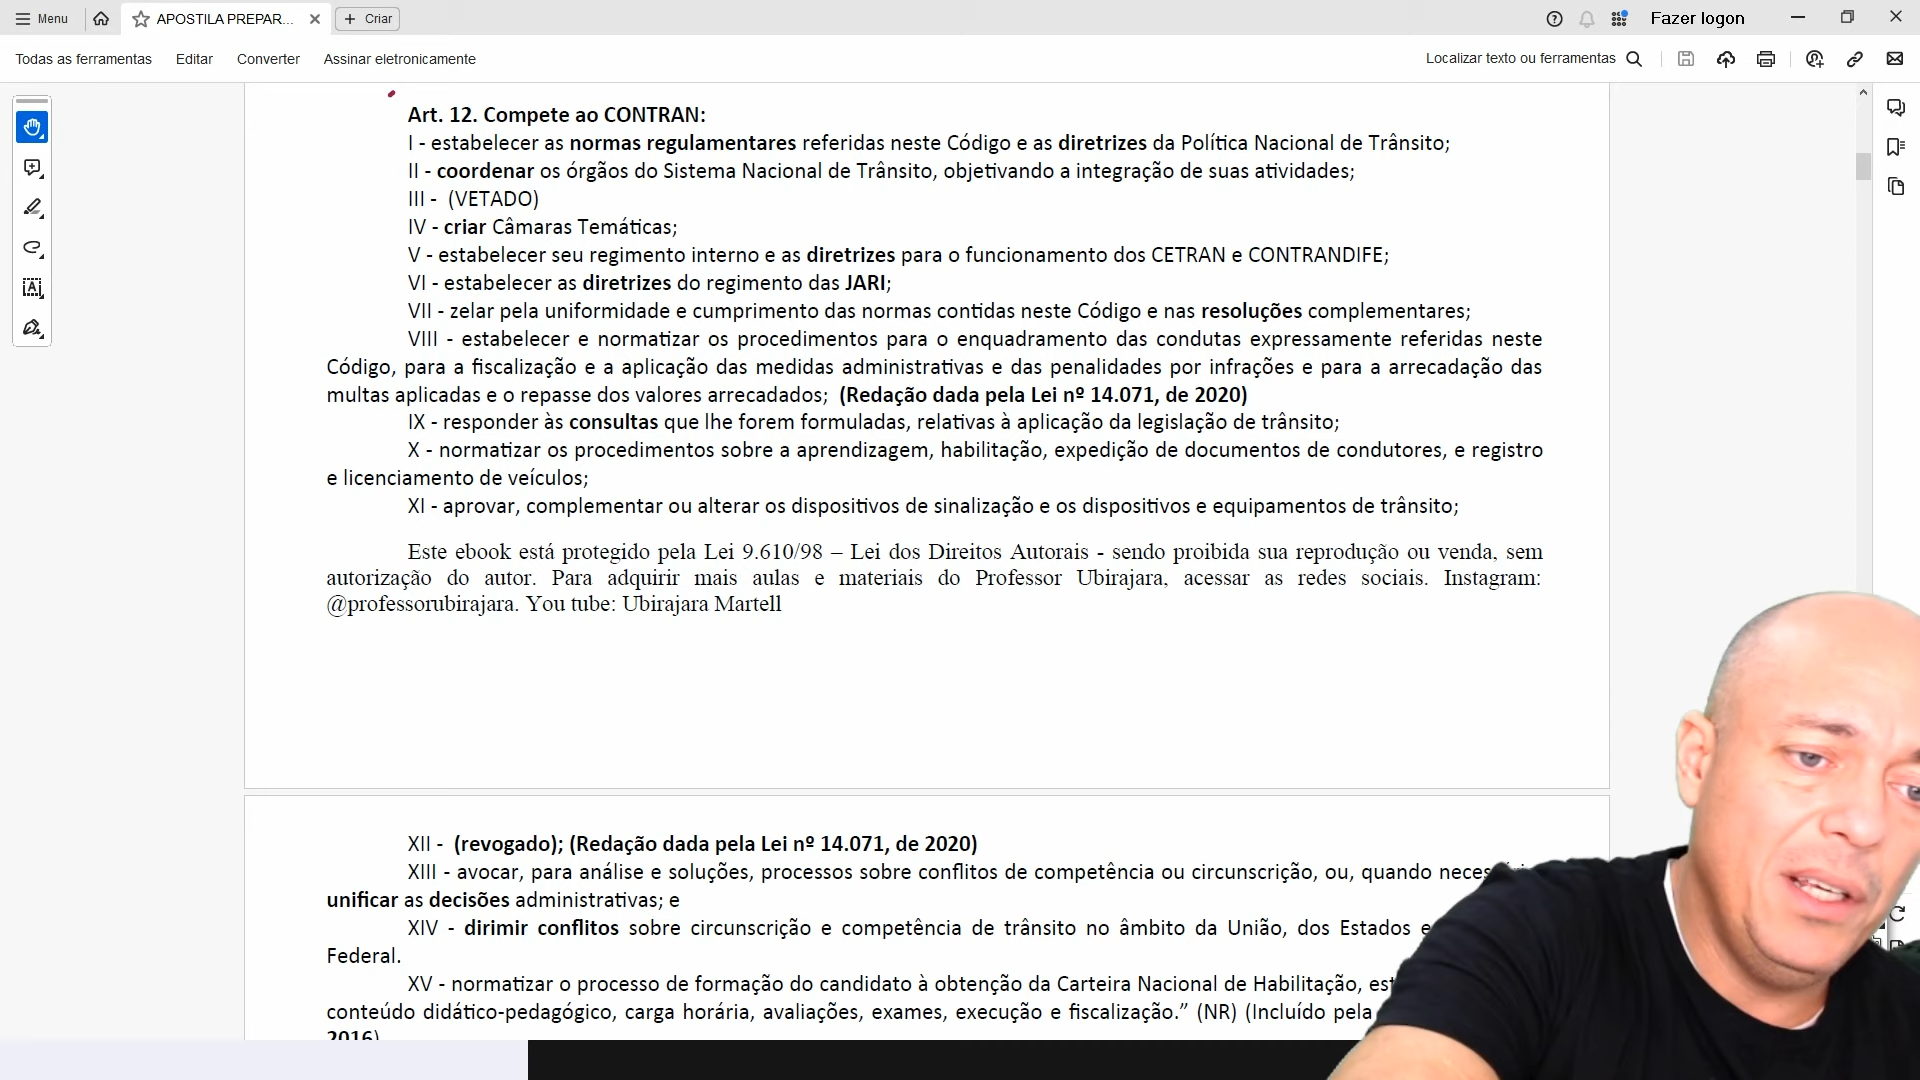 Menu
APOSTILA PREPAR...
Criar
Fazer logon
Todas as ferramentas
Editar
Converter
Assinar eletronicamente
Localizar texto ou ferramentas
Art. 12. Compete ao CONTRAN:
I - estabelecer as normas regulamentares referidas neste Código e as diretrizes da Política Nacional de Trânsito;
II - coordenar os órgãos do Sistema Nacional de Trânsito, objetivando a integração de suas atividades;
III - (VETADO)
IV - criar Câmaras Temáticas;
V - estabelecer seu regimento interno e as diretrizes para o funcionamento dos CETRAN e CONTRANDIFE;
VI - estabelecer as diretrizes do regimento das JARI;
VII - zelar pela uniformidade e cumprimento das normas contidas neste Código e nas resoluções complementares;
VIII - estabelecer e normatizar os procedimentos para o enquadramento das condutas expressamente referidas neste
Código, para a fiscalização e a aplicação das medidas administrativas e das penalidades por infrações e para a arrecadação das
multas aplicadas e o repasse dos valores arrecadados; (Redação dada pela Lei nº 14.071, de 2020)
IX - responder às consultas que lhe forem formuladas, relativas à aplicação da legislação de trânsito;
X - normatizar os procedimentos sobre a aprendizagem, habilitação, expedição de documentos de condutores, e registro
e licenciamento de veículos;
XI - aprovar, complementar ou alterar os dispositivos de sinalização e os dispositivos e equipamentos de trânsito;
Este ebook está protegido pela Lei 9.610/98 – Lei dos Direitos Autorais - sendo proibida sua reprodução ou venda, sem
autorização do autor. Para adquirir mais aulas e materiais do Professor Ubirajara, acessar as redes sociais. Instagram:
@professorubirajara. You tube: Ubirajara Martell
XII - (revogado); (Redação dada pela Lei nº 14.071, de 2020)
XIII - avocar, para análise e soluções, processos sobre conflitos de competência ou circunscrição, ou, quando
unificar as decisões administrativas; e
XIV - dirimir conflitos sobre circunscrição e competência de trânsito no âmbito da União, dos Estados e
Federal.
XV - normatizar o processo de formação do candidato à obtenção da Carteira Nacional de Habilitação,
conteúdo didático-pedagógico, carga horária, avaliações, exames, execução e fiscalização.” (NR) (Incluído pela
2016)